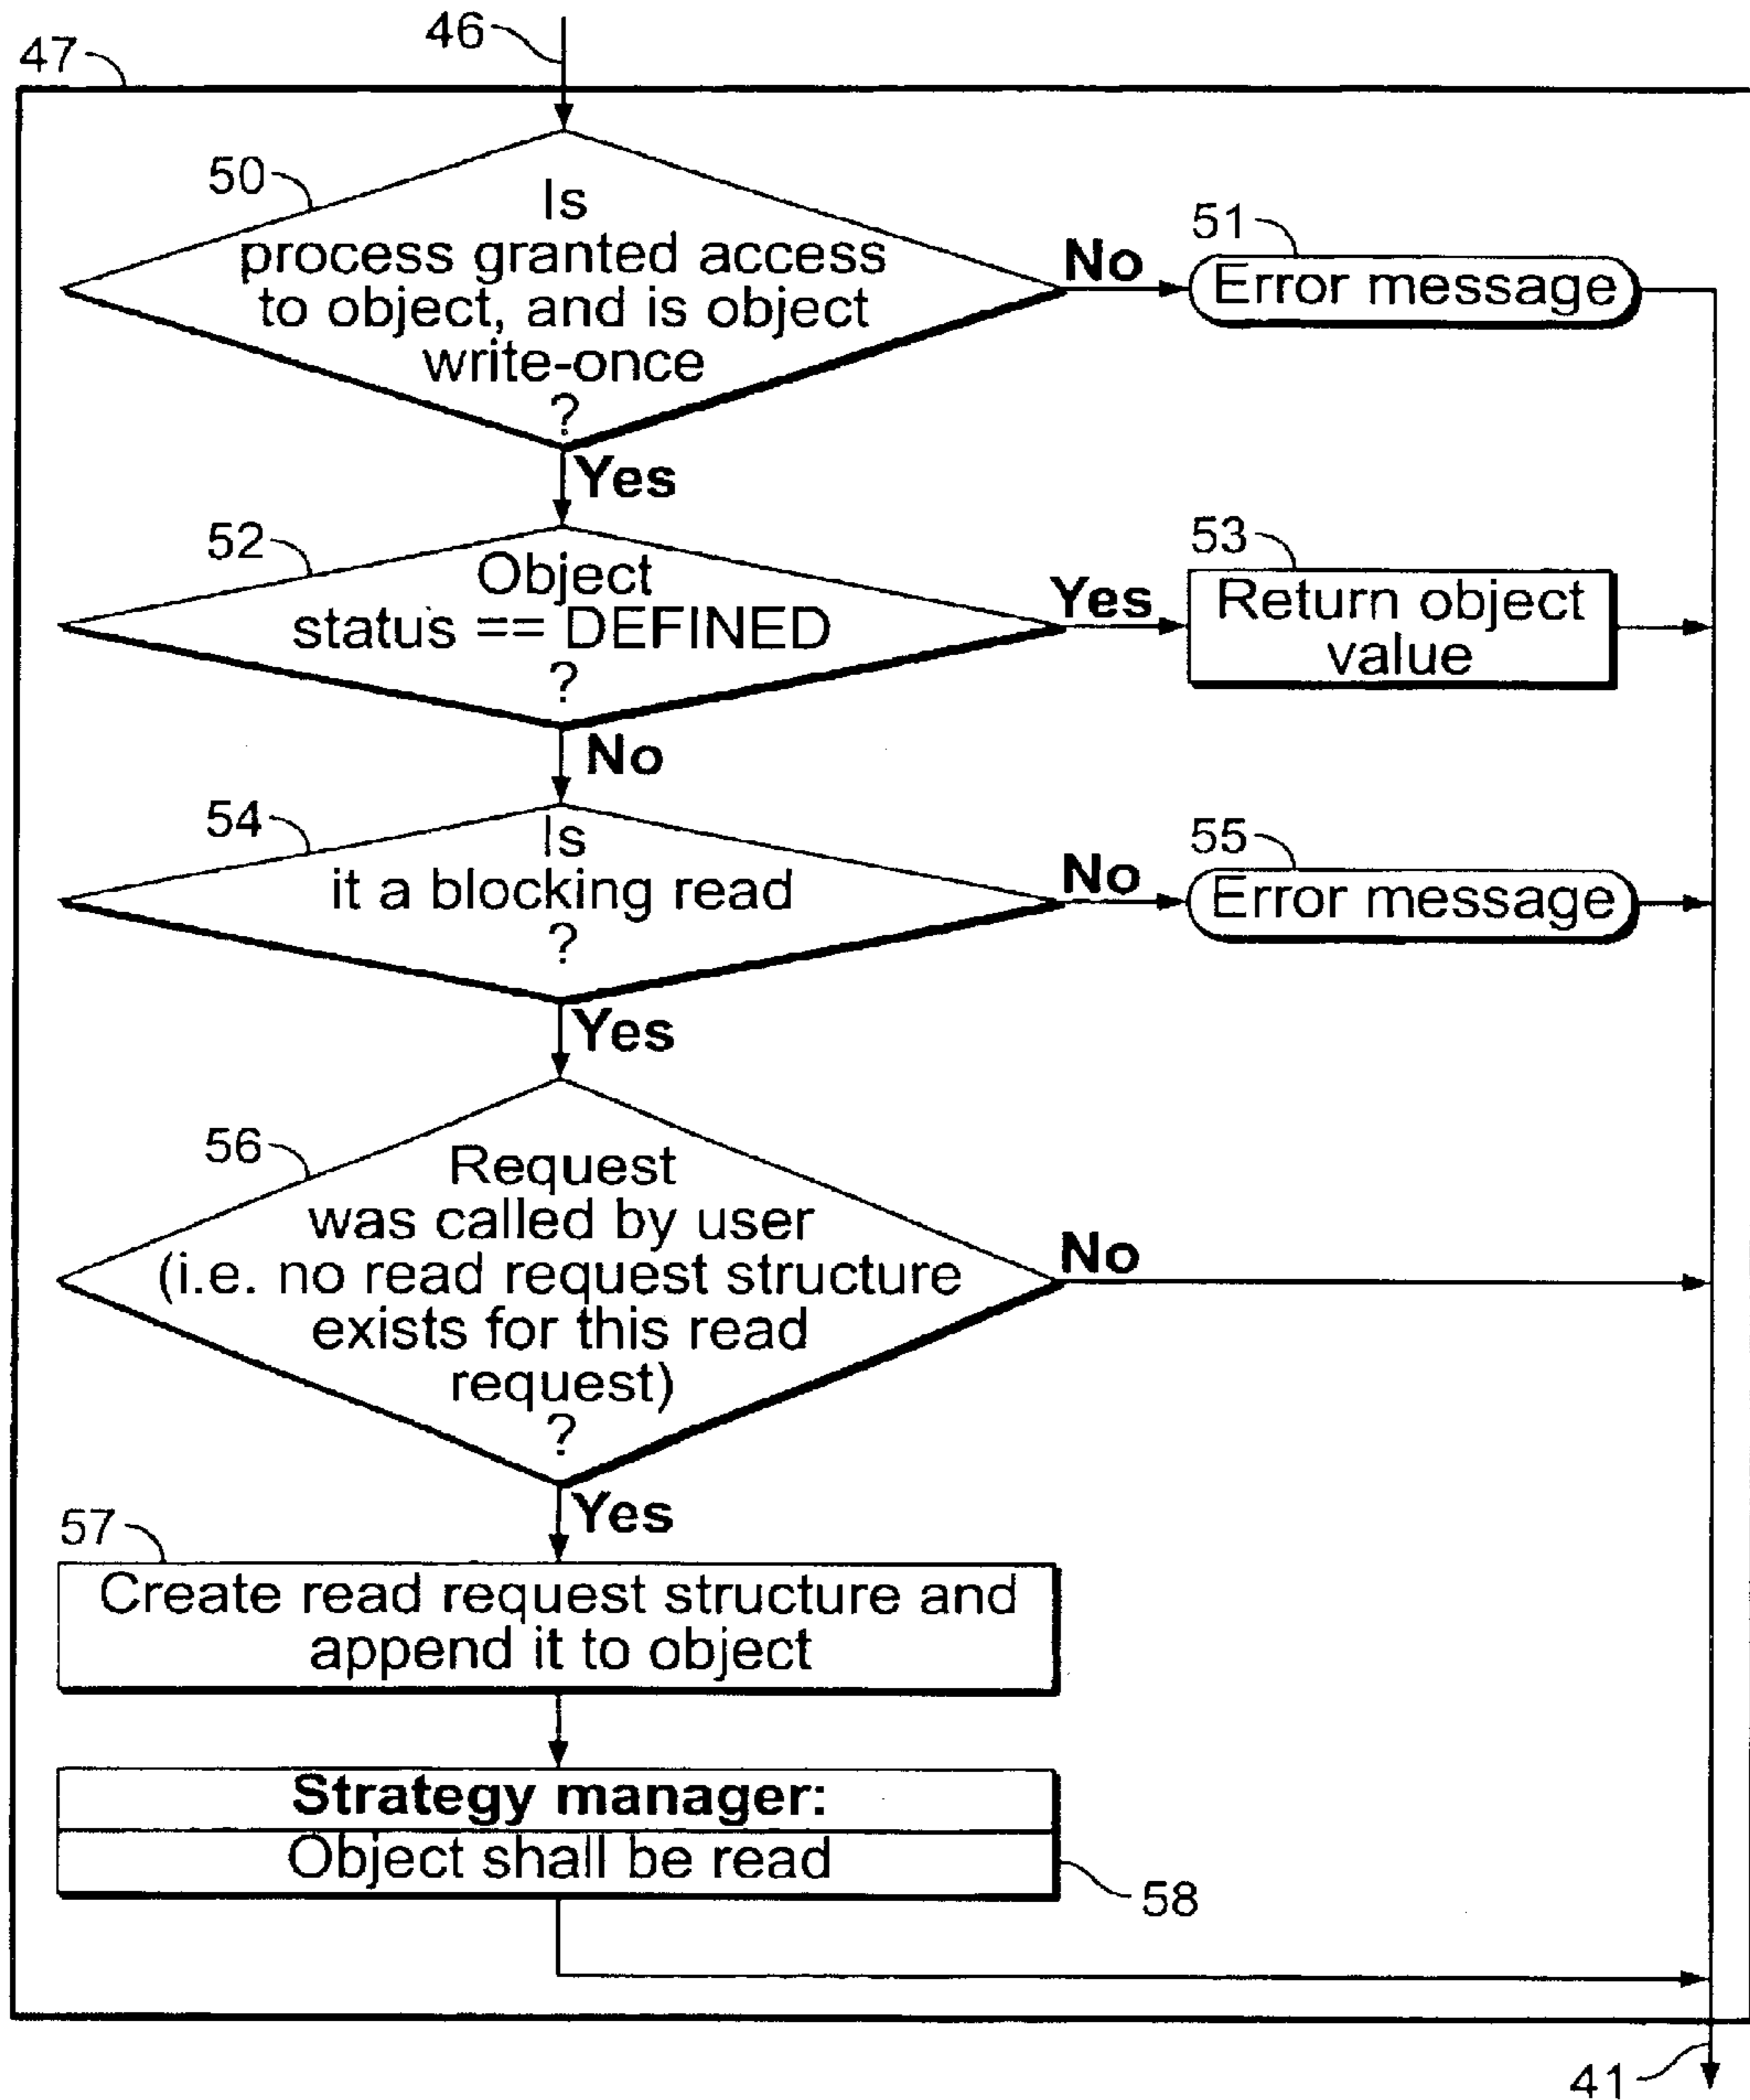 46
47
50
Is
process granted access
to object, and is object
write-once
?
No
51
Error message
Yes
52
Object
status == DEFINED
?
Yes
53
Return object
value
No
54
Is
it a blocking read
?
No
55
Error message
Yes
56
Request
was called by user
(i.e. no read request structure
exists for this read
request)
?
No
Yes
57
Create read request structure and
append it to object
Strategy manager:
Object shall be read
58
41